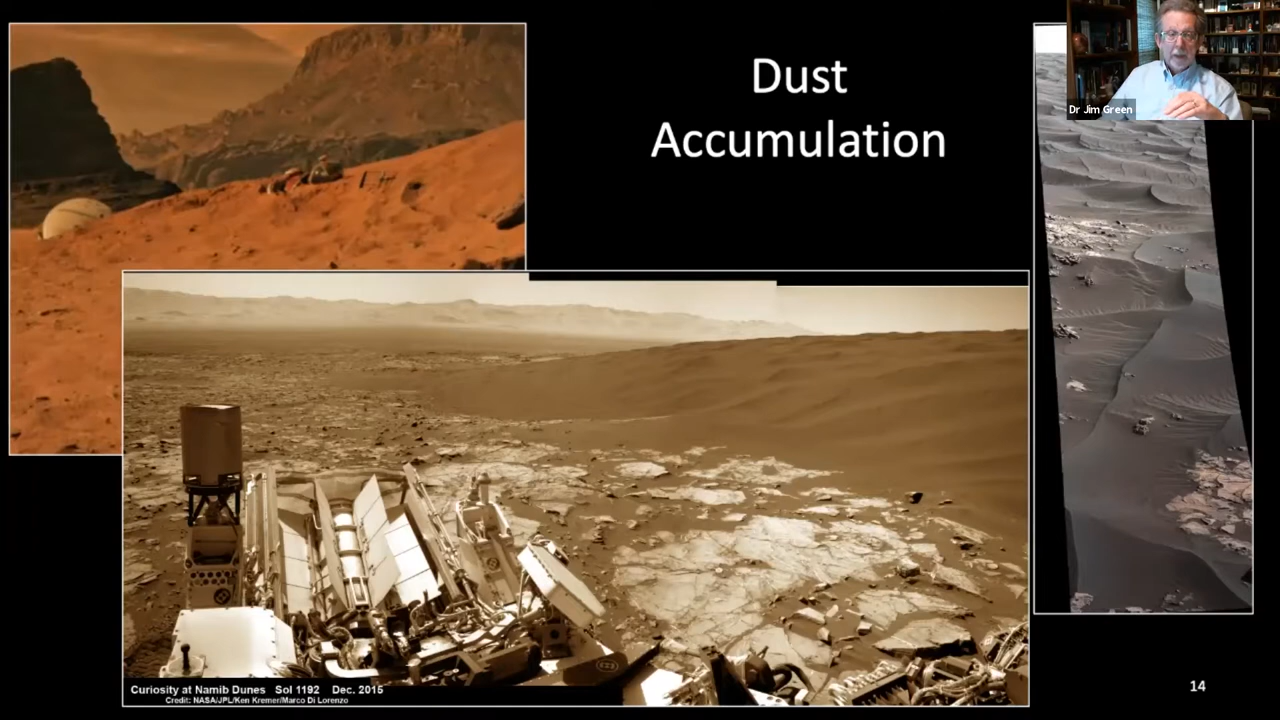 Dust
Accumulation
Dr Jim Green
Curiosity at Namib Dunes Sol 1192 Dec. 2015
Credit: NASA/JPL/Ken Kremer/Marco Di Lorenzo
14